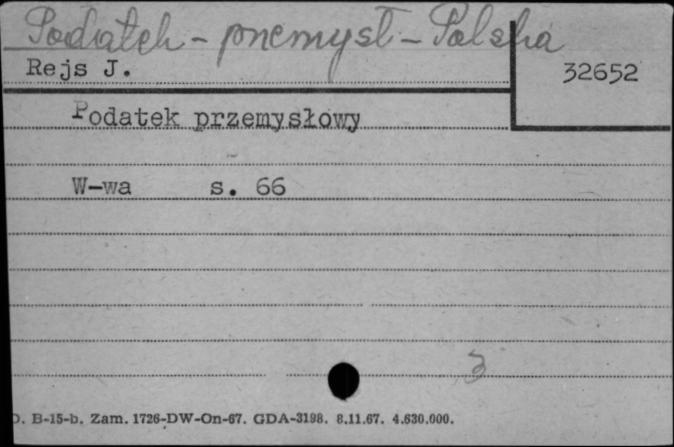 Podatek - przemysł - Polska
Rejs J.
32652
Podatek przemysłowy
W-wa s. 66
3
D. B-15-b. Zam. 1726-DW-On-67. GDA-3198. 8.11.67. 4.630.000.